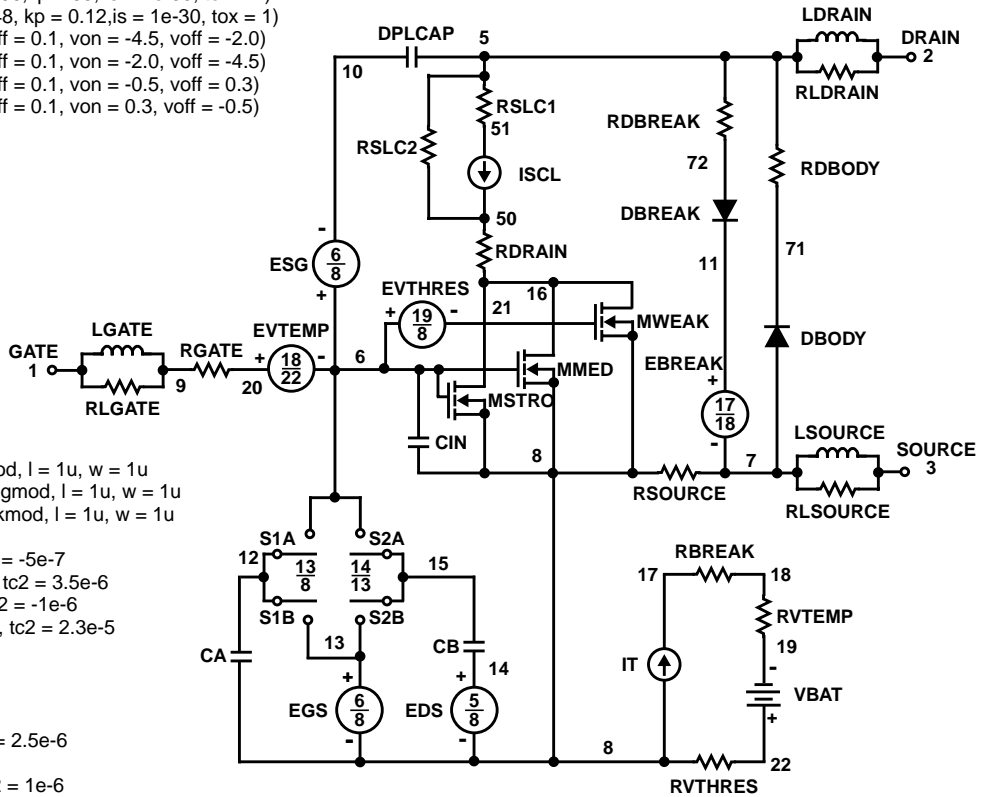 8, kp = 0.12,is = 1e-30, tox = 1)
off = 0.1, von = -4.5, voff = -2.0)
off = 0.1, von = -2.0, voff = -4.5)
off = 0.1, von = -0.5, voff = 0.3)
off = 0.1, von = 0.3, voff = -0.5)
LDRAIN
DPLCAP
5
DRAIN
2
10
RLDRAIN
RSLC1
51
RDBREAK
RSLC2
72
RDBODY
ISCL
DBREAK
50
RDRAIN
71
ESG
6
8
11
EVTHRES
16
21
19
8
MWEAK
LGATE
EVTEMP
DBODY
GATE
1
RGATE
18
22
6
EBREAK
MMED
9
20
MSTRO
RLGATE
17
18
LSOURCE
CIN
8
7
SOURCE
3
od, l = 1u, w = 1u
gmod, l = 1u, w = 1u
kmod, l = 1u, w = 1u
RSOURCE
RLSOURCE
S1A
S2A
RBREAK
= -5e-7
12
13
8
14
13
15
17
18
tc2 = 3.5e-6
2 = -1e-6
S1B
S2B
RVTEMP
, tc2 = 2.3e-5
13
CB
19
CA
14
IT
VBAT
EGS
6
8
EDS
5
8
= 2.5e-6
8
22
2 = 1e-6
RVTHRES